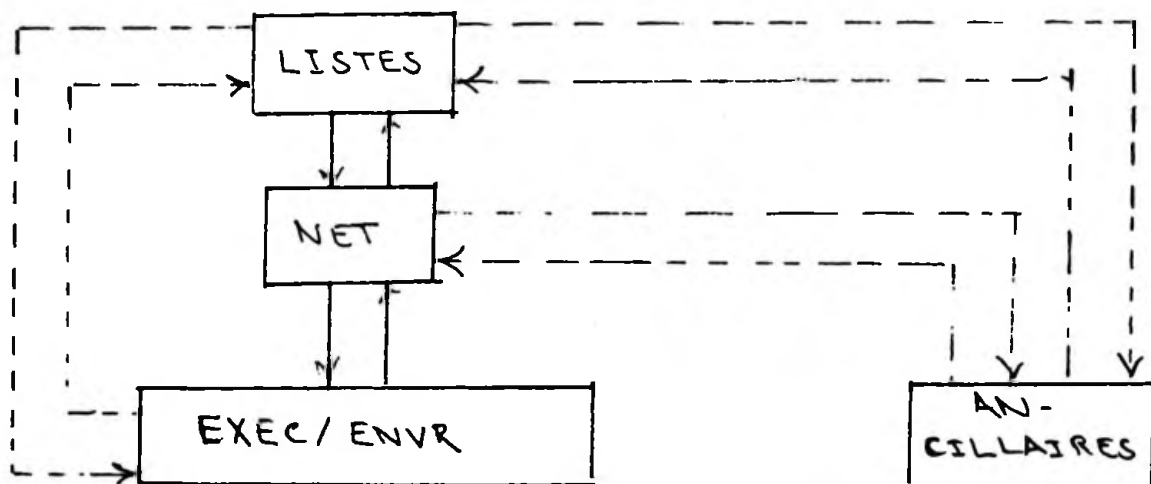 LISTES
NET
EXEC/ENVR
AN-
CILLAIRES